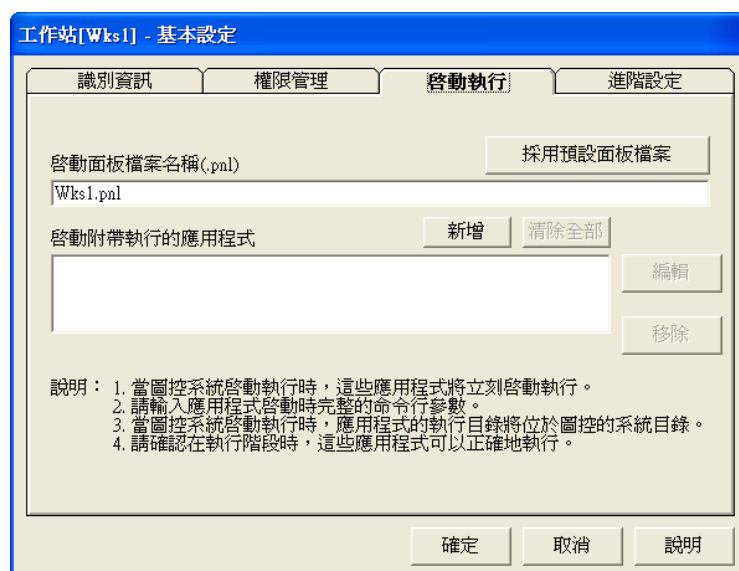 工作站[Wks1] - 基本設定
識別資訊 權限管理 啓動執行 進階設定
採用預設面板檔案
啓動面板檔案名稱(.pnl)
Wks1.pnl
新增 清除全部
啓動附帶執行的應用程式
編輯
移除
說明： 1. 當圖控系統啓動執行時，這些應用程式將立刻啓動執行。
2. 請輸入應用程式啓動時完整的命令行參數。
3. 當圖控系統啓動執行時，應用程式的執行目錄將位於圖控的系統目錄。
4. 請確認在執行階段時，這些應用程式可以正確地執行。
確定 取消 說明